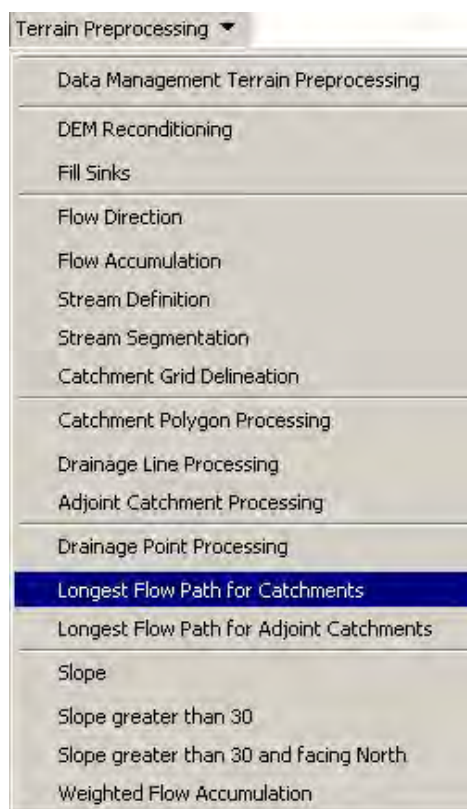 Terrain Preprocessing
Data Management Terrain Preprocessing
DEM Reconditioning
Fill Sinks
Flow Direction
Flow Accumulation
Stream Definition
Stream Segmentation
Catchment Grid Delineation
Catchment Polygon Processing
Drainage Line Processing
Adjoint Catchment Processing
Drainage Point Processing
Longest Flow Path for Catchments
Longest Flow Path for Adjoint Catchments
Slope
Slope greater than 30
Slope greater than 30 and facing North
Weighted Flow Accumulation